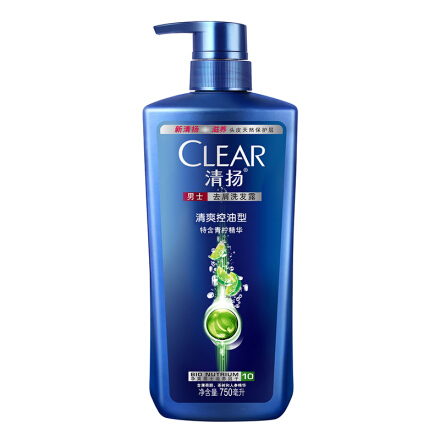 新清扬 滋养 头皮天然保护层
CLEAR
清扬®
男士 去屑洗发露
清爽控油型
特含青柠精华
BIO NUTRIUM 10
净含量:750毫升